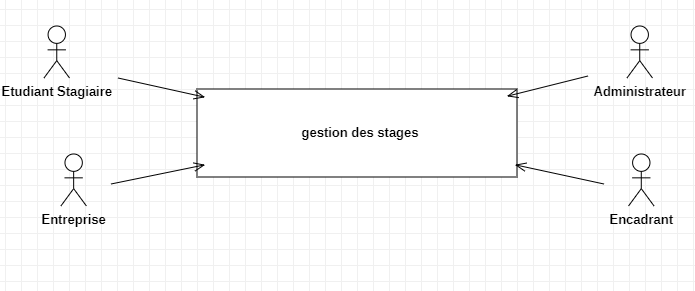 Etudiant Stagiaire
Administrateur
gestion des stages
Entreprise
Encadrant